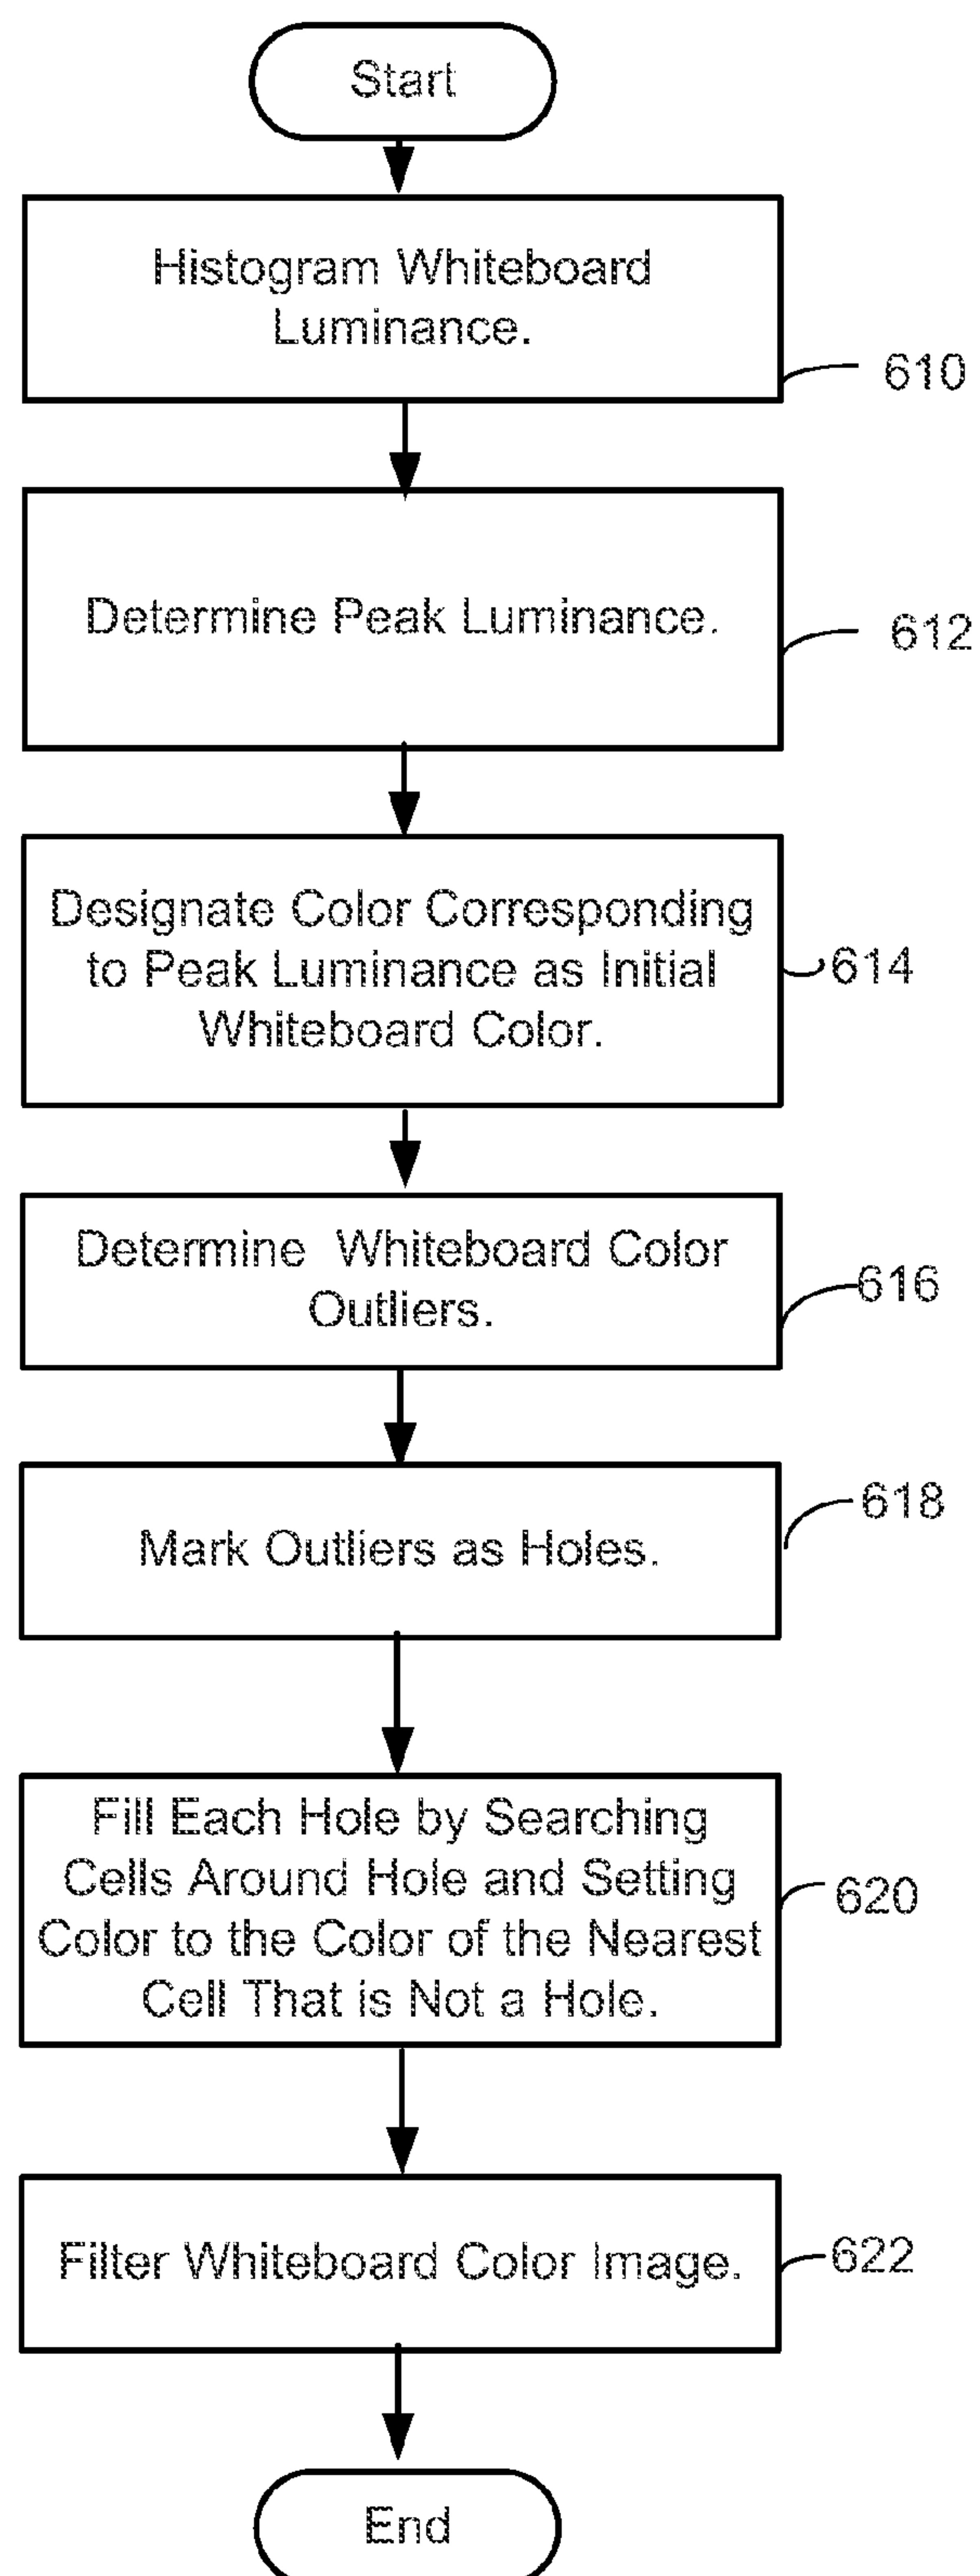 Start
Histogram Whiteboard
Luminance.
610
Determine Peak Luminance.
612
Designate Color Corresponding
to Peak Luminance as Initial
Whiteboard Color.
614
Determine Whiteboard Color
Outliers.
616
Mark Outliers as Holes.
618
Fill Each Hole by Searching
Cells Around Hole and Setting
Color to the Color of the Nearest
Cell That is Not a Hole.
620
Filter Whiteboard Color Image.
622
End